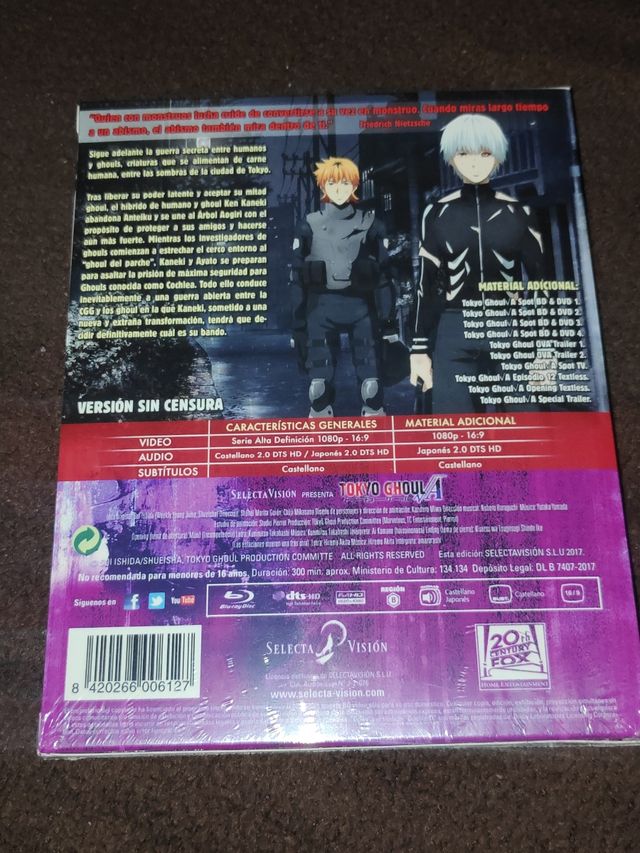 "Quien con monstruos lucha cuide de convertirse a su vez en monstruo. Cuando miras largo tiempo
a un abismo, el abismo también mira dentro de ti."
Friedrich Nietzsche
Sigue adelante la guerra secreta entre humanos
y ghouls, criaturas que se alimentan de carne
humana, entre las sombras de la ciudad de Tokyo.
Tras liberar su poder latente y aceptar su mitad
ghoul, el híbrido de humano y ghoul Ken Kaneki
abandona Anteiku y se une al Árbol Aogiri con el
propósito de proteger a sus amigos y hacerse
aún más fuerte. Mientras los investigadores de
ghouls comienzan a estrechar el cerco entorno al
"ghoul del parche", Kaneki y Ayato se preparan
para asaltar la prisión de máxima seguridad para
Ghouls conocida como Cochlea. Todo ello conduce
inevitablemente a una guerra abierta entre la
CGG y los ghouls en la que Kaneki, sometido a una
nueva y extraña transformación, tendrá que de-
cidir definitivamente cuál es su bando.
MATERIAL ADICIONAL:
Tokyo Ghoul√A Spot BD & DVD 1.
Tokyo Ghoul√A Spot BD & DVD 2.
Tokyo Ghoul√A Spot BD & DVD 3.
Tokyo Ghoul√A Spot BD & DVD 4.
Tokyo Ghoul OVA Trailer 1.
Tokyo Ghoul OVA Trailer 2.
Tokyo Ghoul√A Spot TV.
Tokyo Ghoul√A Episodio 12 Textless.
Tokyo Ghoul√A Opening Textless.
Tokyo Ghoul√A Special Trailer.
VERSIÓN SIN CENSURA
CARACTERÍSTICAS GENERALES MATERIAL ADICIONAL
VIDEO Serie Alta Definición 1080p - 16:9 1080p - 16:9
AUDIO Castellano 2.0 DTS HD / Japonés 2.0 DTS HD Japonés 2.0 DTS HD
SUBTÍTULOS Castellano Castellano
SELECTAVISIÓN PRESENTA TOKYO GHOUL √A
ISHIDA/SHUEISHA, TOKYO GHOUL PRODUCTION COMMITTE ALL RIGHTS RESERVED Esta edición: SELECTAVISIÓN S.L.U 2017.
No recomendada para menores de 16 años. Duración: 300 min. aprox. Ministerio de Cultura: 134.134 Depósito Legal: DL B 7407-2017
Síguenos en f You Tube
Blu-ray Disc dts-HD FULL HD REGIÓN B Castellano Japonés SUBT. Castellano 16/9
SELECTA VISIÓN
www.selecta-vision.com
20th CENTURY FOX
HOME ENTERTAINMENT
8 420266 006127